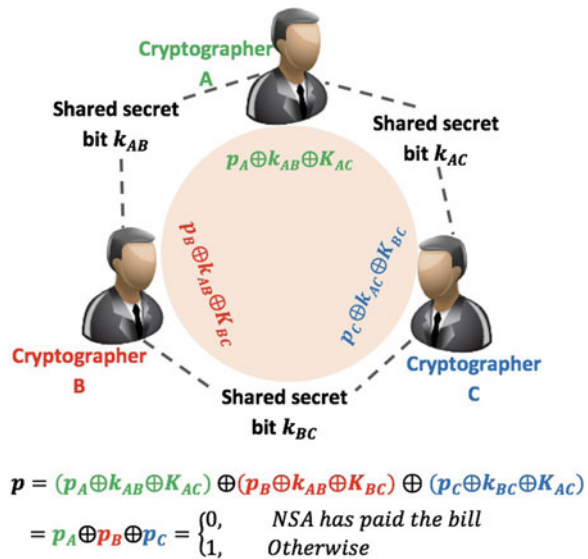 Cryptographer
A
Shared secret
bit k_AB
Shared secret
bit k_AC
p_A⊕k_AB⊕K_AC
p_B⊕k_AB⊕K_BC
p_C⊕k_AC⊕K_BC
Cryptographer
B
Cryptographer
C
Shared secret
bit k_BC
p = (p_A⊕k_AB⊕K_AC) ⊕(p_B⊕k_AB⊕K_BC) ⊕ (p_C⊕k_BC⊕K_AC)
= p_A⊕p_B⊕p_C = {0, NSA has paid the bill
1, Otherwise